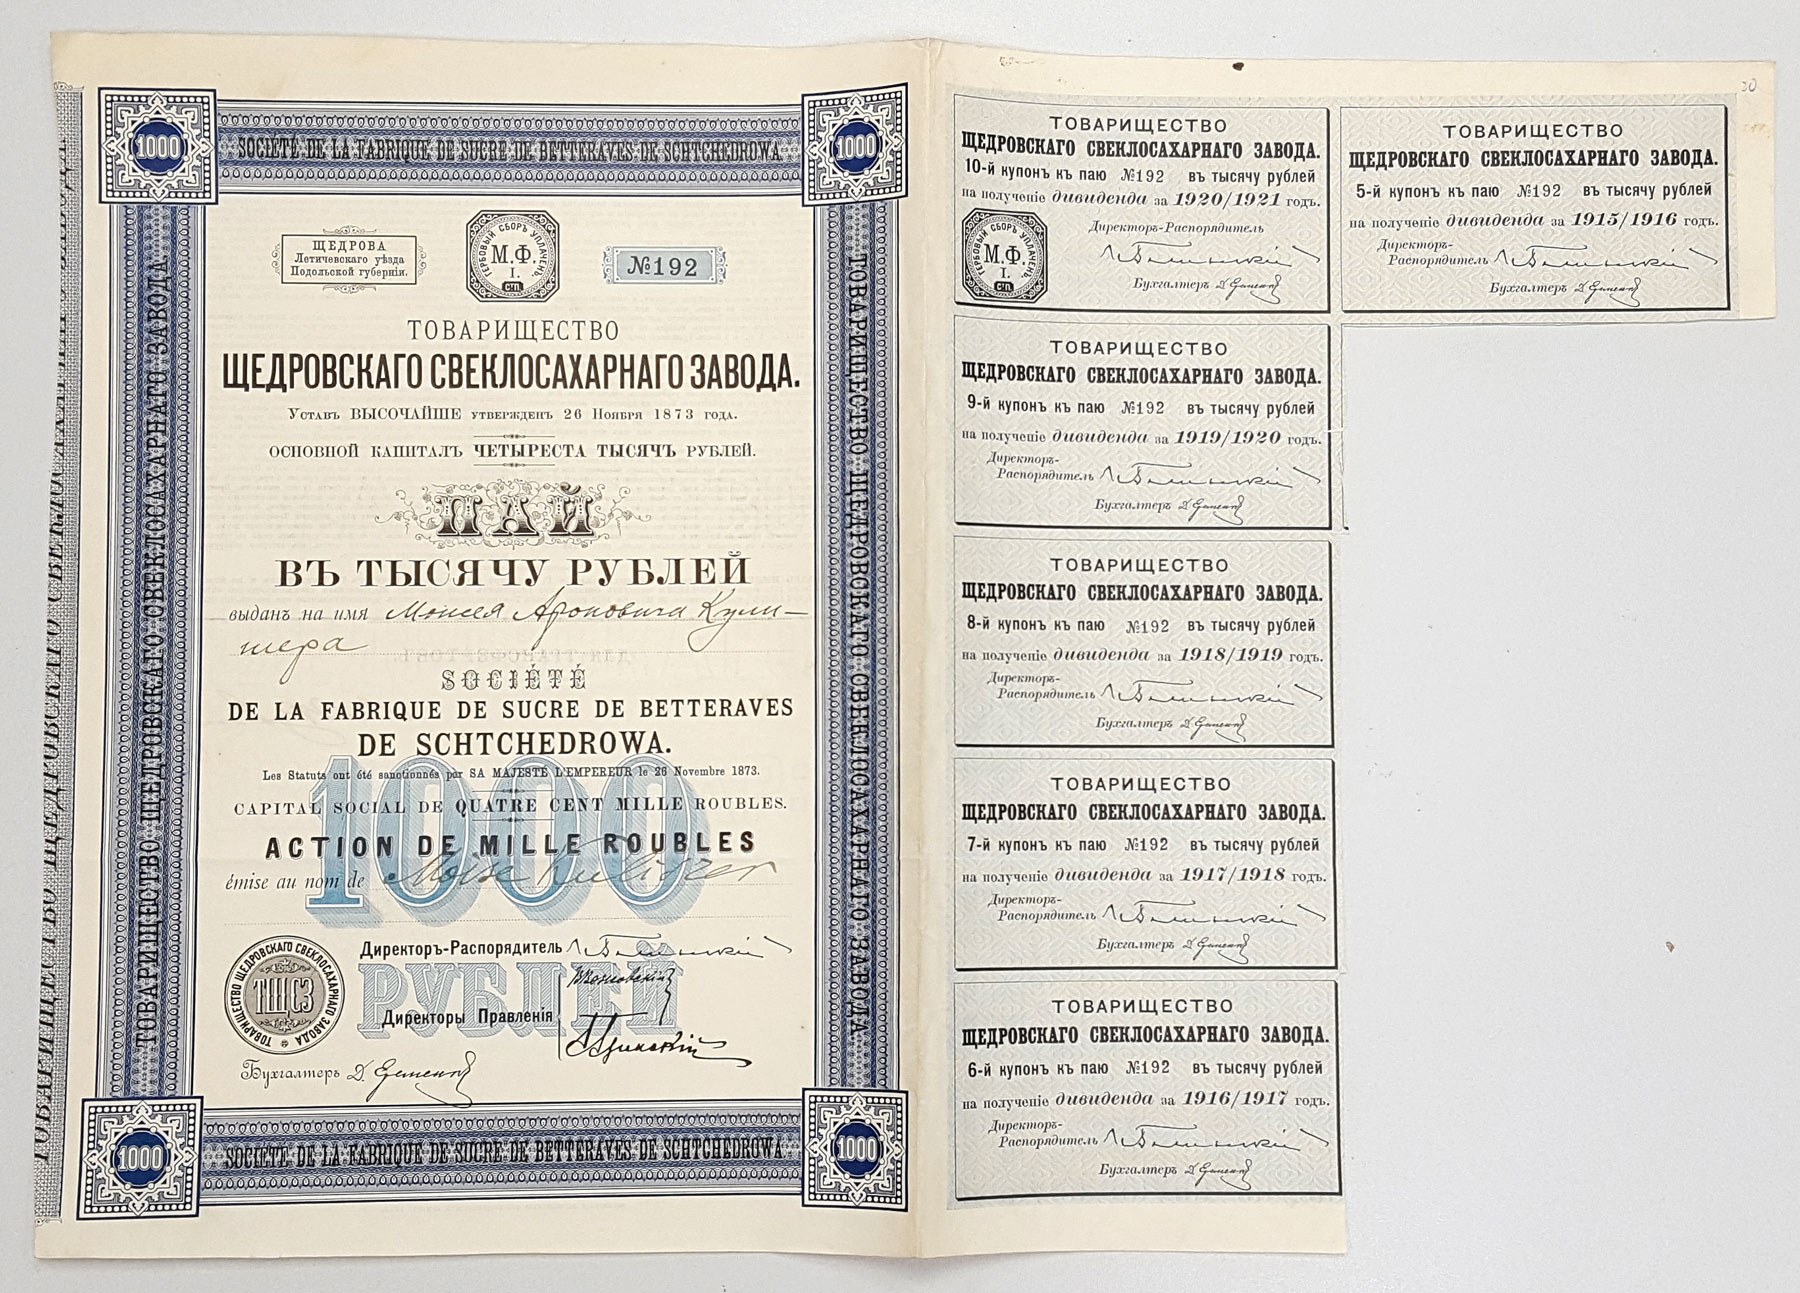 SOCIÉTÉ DE LA FABRIQUE DE SUCRE DE BETTERAVES DE SCHTCHEDROWA.
1000
1000
ТОВАРИЩЕСТВО ЩЕДРОВСКАГО СВЕКЛОСАХАРНАГО ЗАВОДА.
ТОВАРИЩЕСТВО ЩЕДРОВСКАГО СВЕКЛОСАХАРНАГО ЗАВОДА.
ЩЕДРОВА
Летичевскаго уѣзда
Подольской губерніи.
ГЕРБОВЫЙ СБОРЪ УПЛАЧЕНЪ.
М.Ф.
I.
СП.
№192
ТОВАРИЩЕСТВО
ЩЕДРОВСКАГО СВЕКЛОСАХАРНАГО ЗАВОДА.
Уставъ ВЫСОЧАЙШЕ утвержденъ 26 Ноября 1873 года.
ОСНОВНОЙ КАПИТАЛЪ ЧЕТЫРЕСТА ТЫСЯЧЪ РУБЛЕЙ.
ПАЙ
ВЪ ТЫСЯЧУ РУБЛЕЙ
выданъ на имя Моисея Ароновича Кули-
шера
SOCIÉTÉ
DE LA FABRIQUE DE SUCRE DE BETTERAVES
DE SCHTCHEDROWA.
Les Statuts ont été sanctionnés par SA MAJESTÉ L'EMPEREUR le 26 Novembre 1873.
CAPITAL SOCIAL DE QUATRE CENT MILLE ROUBLES.
ACTION DE MILLE ROUBLES
1000
émise au nom de Moïse Kulicher
Директоръ-Распорядитель
РУБЛЕЙ
Директоры Правленія
ТОВАРИЩЕСТВО ЩЕДРОВСКАГО СВЕКЛОСАХАРНАГО ЗАВОДА
ТЩСЗ
Бухгалтеръ
1000
1000
SOCIÉTÉ DE LA FABRIQUE DE SUCRE DE BETTERAVES DE SCHTCHEDROWA.
ТОВАРИЩЕСТВО ЩЕДРОВСКАГО СВЕКЛОСАХАРНАГО ЗАВОДА
ТОВАРИЩЕСТВО
ЩЕДРОВСКАГО СВЕКЛОСАХАРНАГО ЗАВОДА.
10-й купонъ къ паю №192 въ тысячу рублей
на полученіе дивиденда за 1920/1921 годъ.
Директоръ-Распорядитель
ГЕРБОВЫЙ СБОРЪ УПЛАЧЕНЪ.
М.Ф.
I.
СП.
Бухгалтеръ
ТОВАРИЩЕСТВО
ЩЕДРОВСКАГО СВЕКЛОСАХАРНАГО ЗАВОДА.
5-й купонъ къ паю №192 въ тысячу рублей
на полученіе дивиденда за 1915/1916 годъ.
Директоръ-
Распорядитель
Бухгалтеръ
30
ТОВАРИЩЕСТВО
ЩЕДРОВСКАГО СВЕКЛОСАХАРНАГО ЗАВОДА.
9-й купонъ къ паю №192 въ тысячу рублей
на полученіе дивиденда за 1919/1920 годъ.
Директоръ-
Распорядитель
Бухгалтеръ
ТОВАРИЩЕСТВО
ЩЕДРОВСКАГО СВЕКЛОСАХАРНАГО ЗАВОДА.
8-й купонъ къ паю №192 въ тысячу рублей
на полученіе дивиденда за 1918/1919 годъ.
Директоръ-
Распорядитель
Бухгалтеръ
ТОВАРИЩЕСТВО
ЩЕДРОВСКАГО СВЕКЛОСАХАРНАГО ЗАВОДА.
7-й купонъ къ паю №192 въ тысячу рублей
на полученіе дивиденда за 1917/1918 годъ.
Директоръ-
Распорядитель
Бухгалтеръ
ТОВАРИЩЕСТВО
ЩЕДРОВСКАГО СВЕКЛОСАХАРНАГО ЗАВОДА.
6-й купонъ къ паю №192 въ тысячу рублей
на полученіе дивиденда за 1916/1917 годъ.
Директоръ-
Распорядитель
Бухгалтеръ